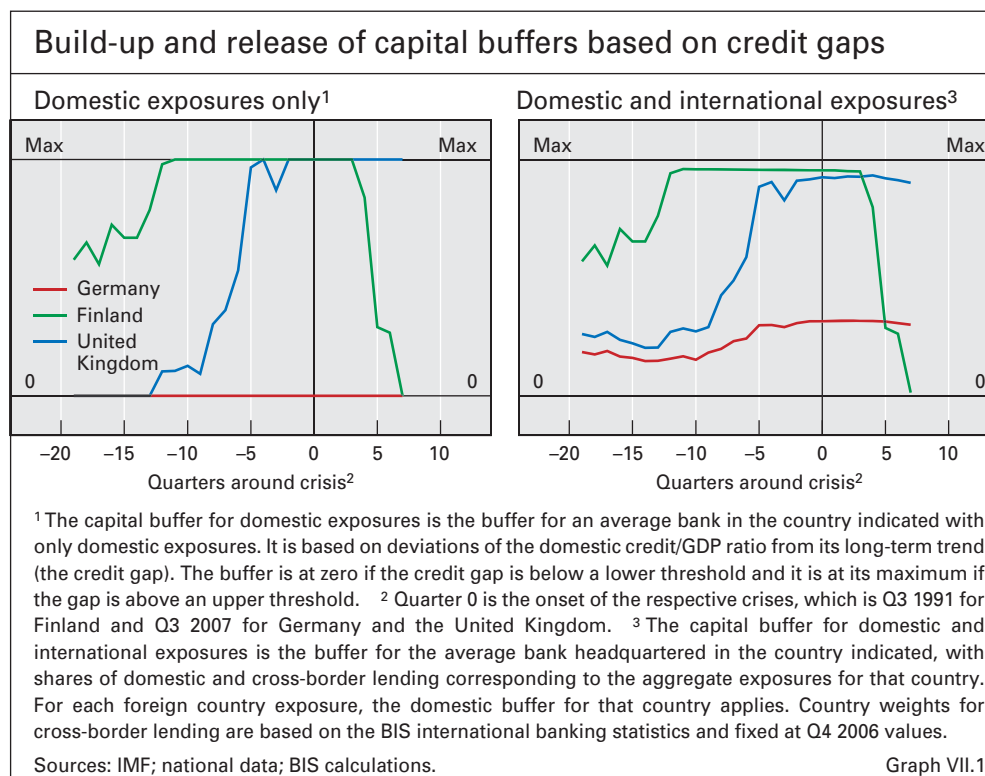 Build-up and release of capital buffers based on credit gaps
Domestic exposures only¹
Domestic and international exposures³
Max Max
Germany
Finland
United
Kingdom
0 0
–20 –15 –10 –5 0 5 10
Quarters around crisis²
Max Max
0 0
–20 –15 –10 –5 0 5 10
Quarters around crisis²
¹ The capital buffer for domestic exposures is the buffer for an average bank in the country indicated with
only domestic exposures. It is based on deviations of the domestic credit/GDP ratio from its long-term trend
(the credit gap). The buffer is at zero if the credit gap is below a lower threshold and it is at its maximum if
the gap is above an upper threshold. ² Quarter 0 is the onset of the respective crises, which is Q3 1991 for
Finland and Q3 2007 for Germany and the United Kingdom. ³ The capital buffer for domestic and
international exposures is the buffer for the average bank headquartered in the country indicated, with
shares of domestic and cross-border lending corresponding to the aggregate exposures for that country.
For each foreign country exposure, the domestic buffer for that country applies. Country weights for
cross-border lending are based on the BIS international banking statistics and fixed at Q4 2006 values.
Sources: IMF; national data; BIS calculations. Graph VII.1